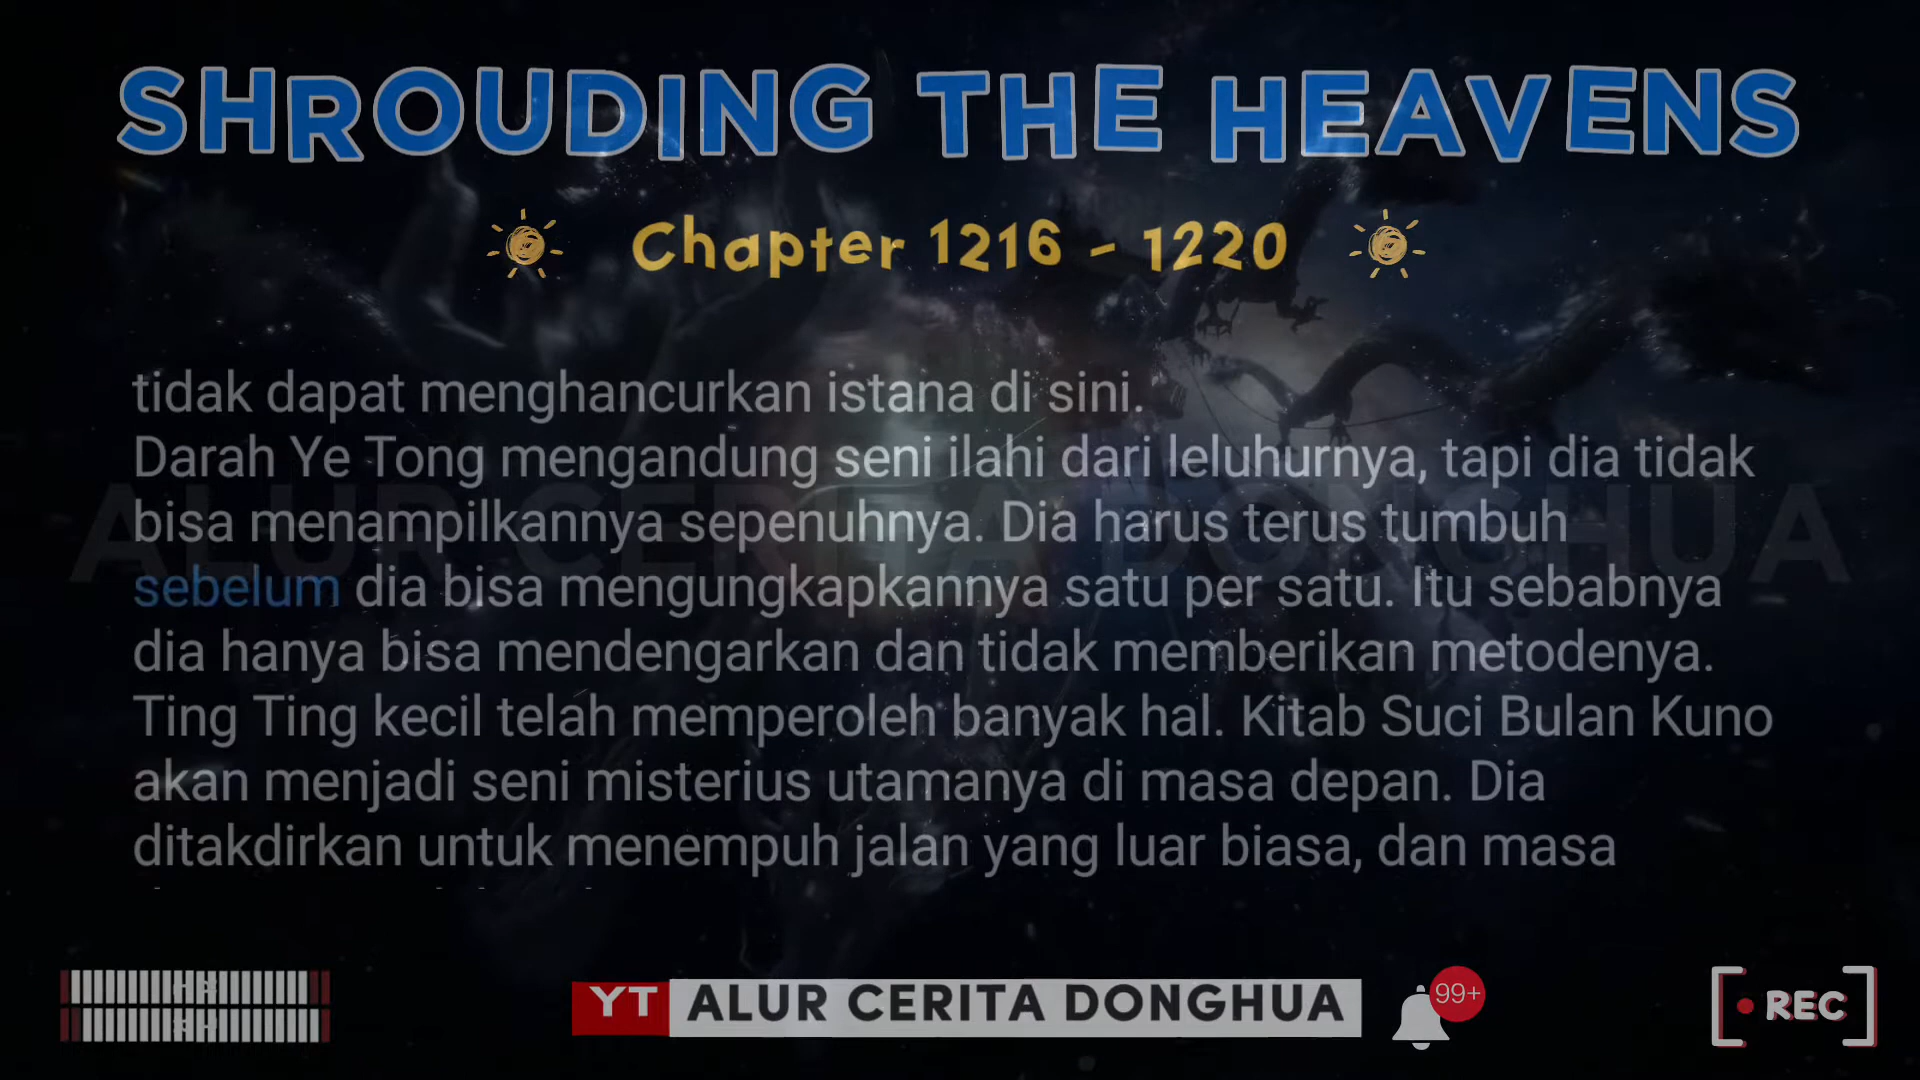 SHROUDING THE HEAVENS
Chapter 1216 - 1220
tidak dapat menghancurkan istana di sini.
Darah Ye Tong mengandung seni ilahi dari leluhurnya, tapi dia tidak
bisa menampilkannya sepenuhnya. Dia harus terus tumbuh
sebelum dia bisa mengungkapkannya satu per satu. Itu sebabnya
dia hanya bisa mendengarkan dan tidak memberikan metodenya.
Ting Ting kecil telah memperoleh banyak hal. Kitab Suci Bulan Kuno
akan menjadi seni misterius utamanya di masa depan. Dia
ditakdirkan untuk menempuh jalan yang luar biasa, dan masa
ALUR CERITA DONGHUA
YT ALUR CERITA DONGHUA
99+
REC